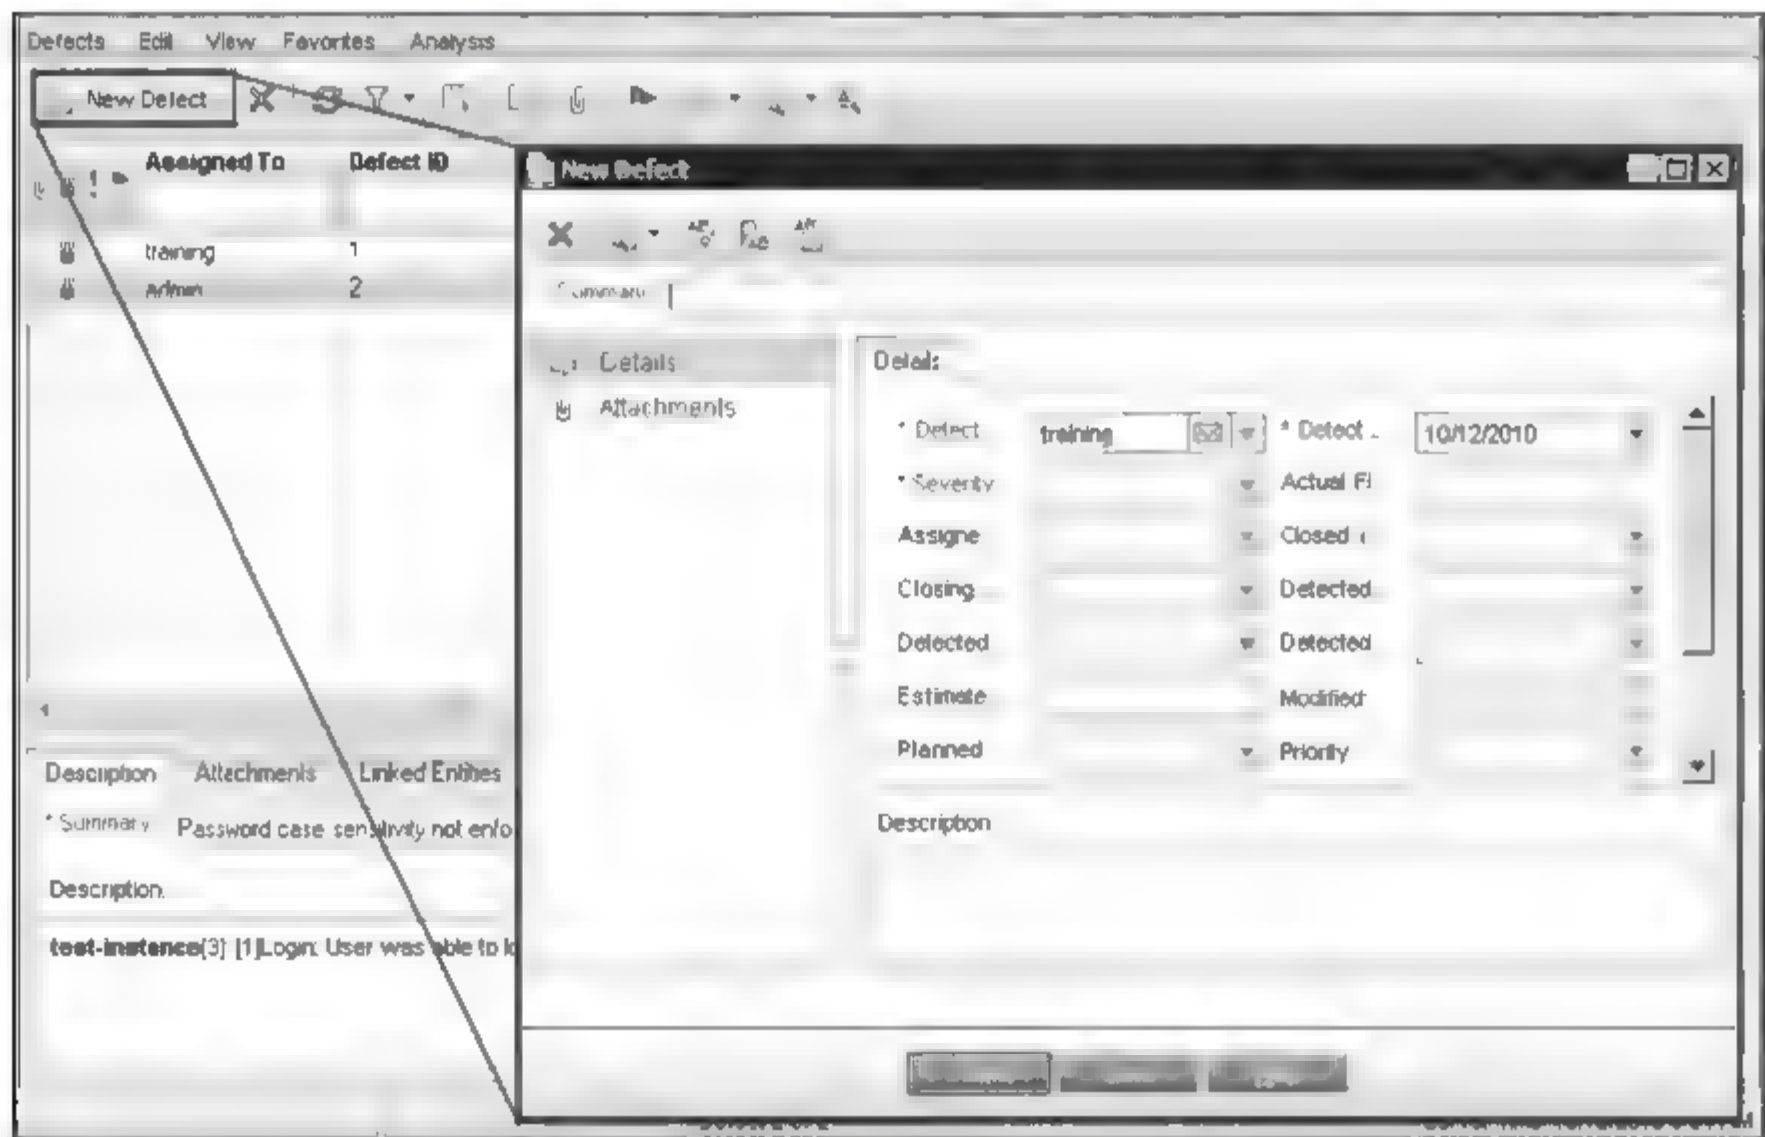 Defects Edit View Favorites Analysis
New Defect
Assigned To Defect ID
training 1
admin 2
New Defect
Summary:
Details
Attachments
Details
* Detect training * Detect .. 10/12/2010
* Severity Actual Fi
Assigne Closed
Closing Detected
Detected Detected
Estimate Modified
Planned Priority
Description
Description Attachments Linked Entities
* Summary Password case sensitivity not enfo
Description:
test-instance[3] [1]Login: User was able to lo